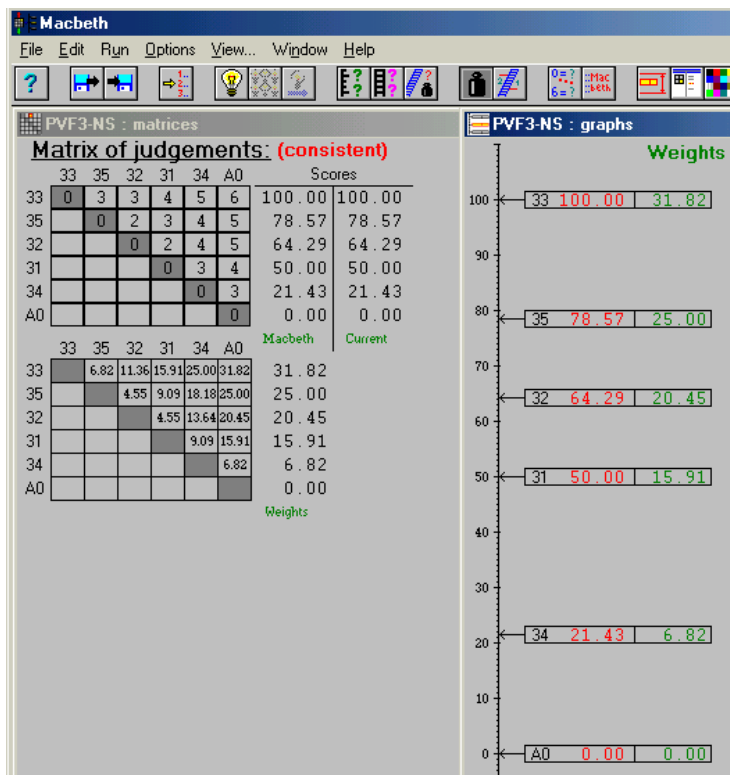 Macbeth
File Edit Run Options View... Window Help
PVF3-NS : matrices
Matrix of judgements: (consistent)
33 35 32 31 34 A0 Scores
33 0 3 3 4 5 6 100.00 100.00
35 0 2 3 4 5 78.57 78.57
32 0 2 4 5 64.29 64.29
31 0 3 4 50.00 50.00
34 0 3 21.43 21.43
A0 0 0.00 0.00
Macbeth Current
33 35 32 31 34 A0
33 6.82 11.36 15.91 25.00 31.82 31.82
35 4.55 9.09 18.18 25.00 25.00
32 4.55 13.64 20.45 20.45
31 9.09 15.91 15.91
34 6.82 6.82
A0 0.00
Weights
PVF3-NS : graphs
Weights
100 33 100.00 31.82
90
80 35 78.57 25.00
70
32 64.29 20.45
60
50 31 50.00 15.91
40
30
34 21.43 6.82
20
10
0 A0 0.00 0.00